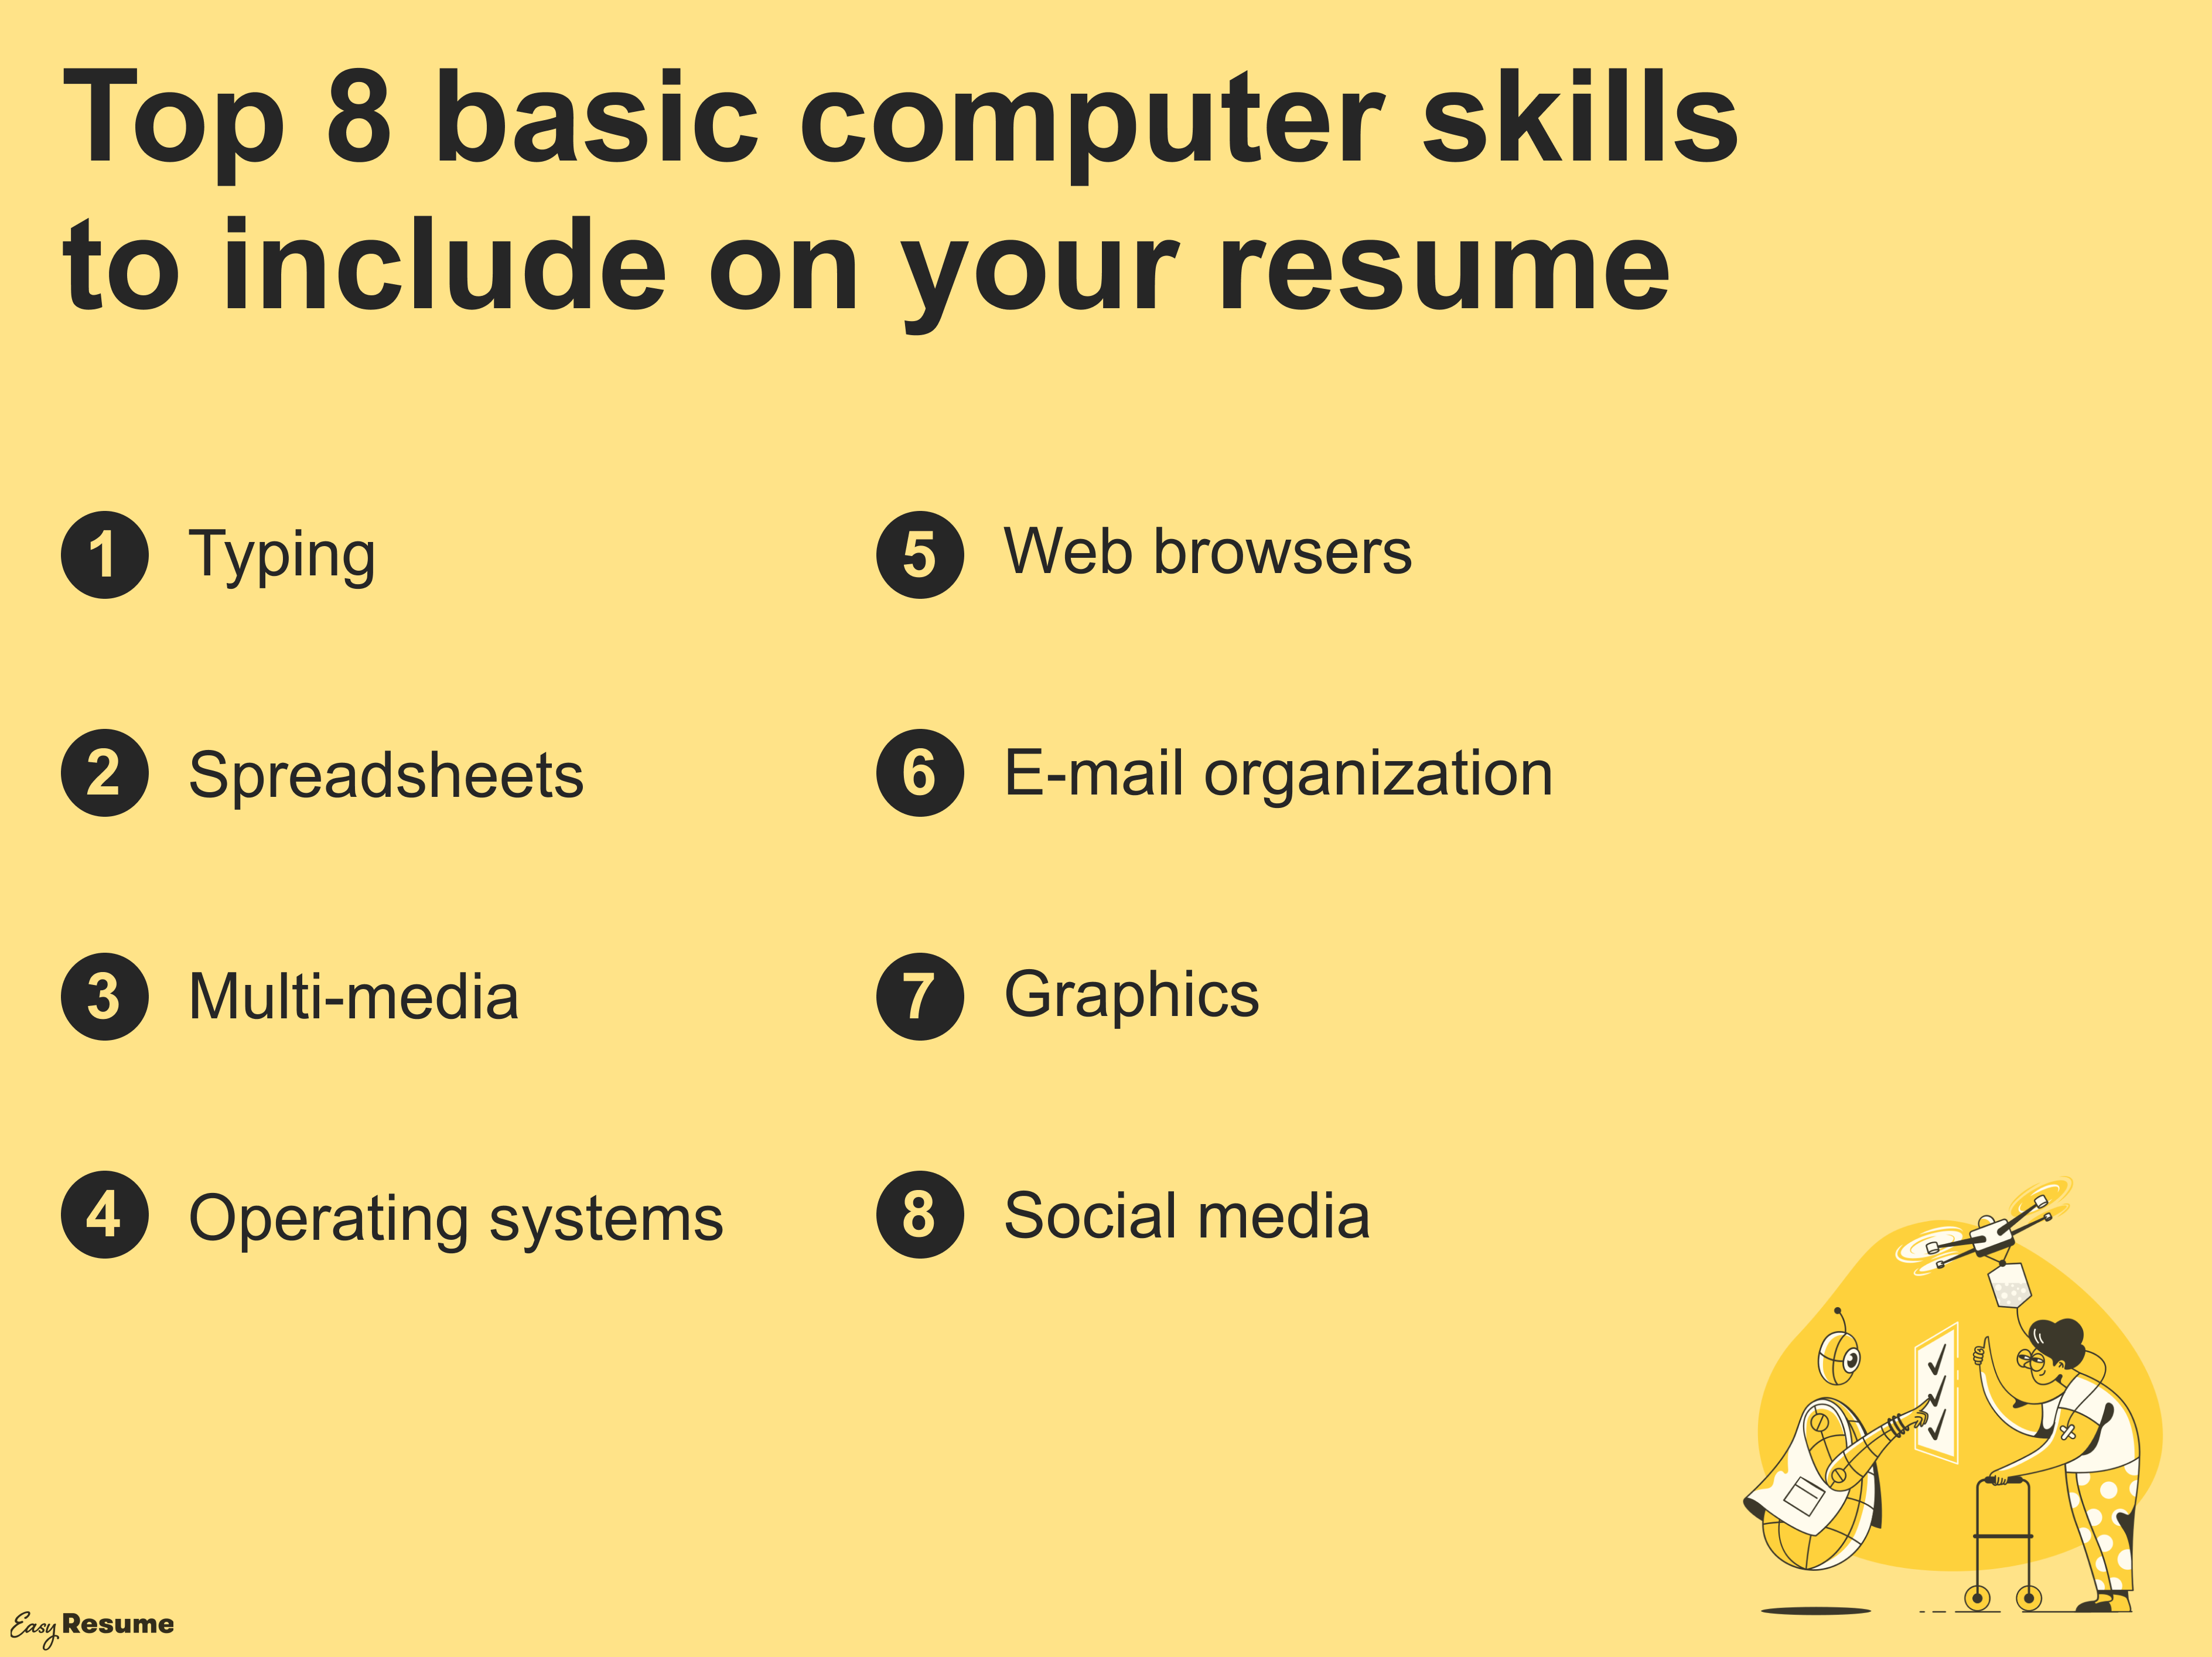 Top 8 basic computer skills
to include on your resume
1 Typing
2 Spreadsheets
3 Multi-media
4 Operating systems
5 Web browsers
6 E-mail organization
7 Graphics
8 Social media
Easy Resume